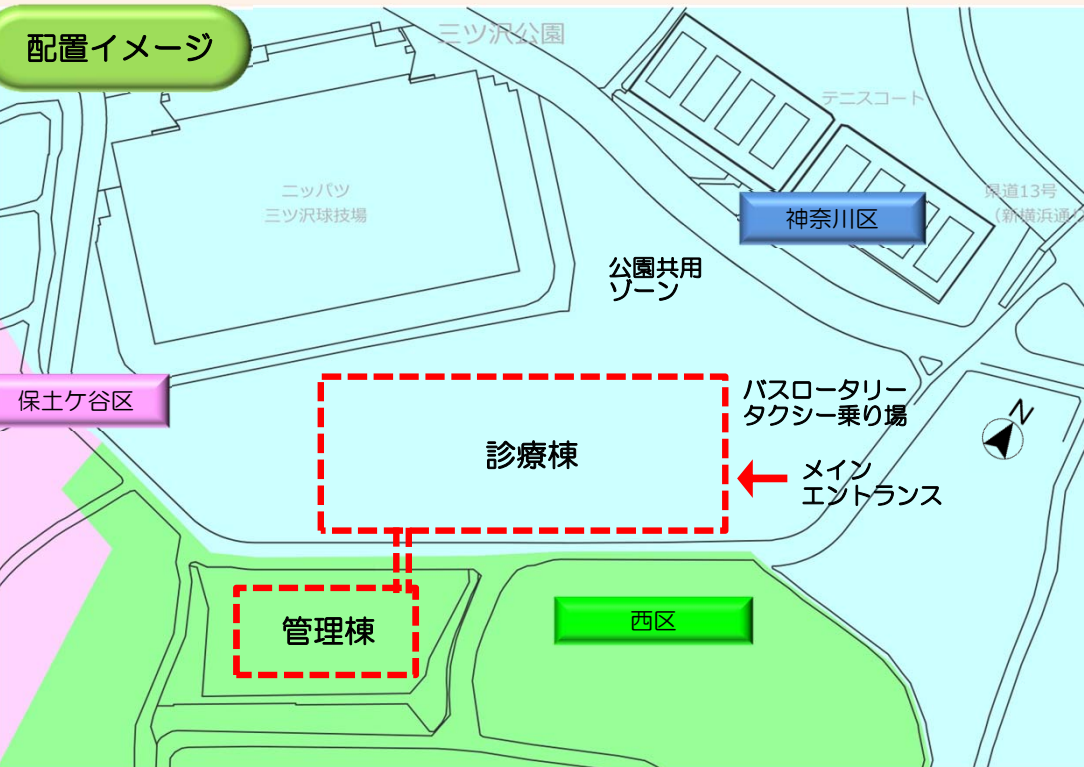 配置イメージ
三ツ沢公園
テニスコート
ニッパツ
三ツ沢球技場
県道13号
（新横浜通り
神奈川区
公園共用
ゾーン
保土ケ谷区
バスロータリー
タクシー乗り場
N
診療棟
メイン
エントランス
管理棟
西区